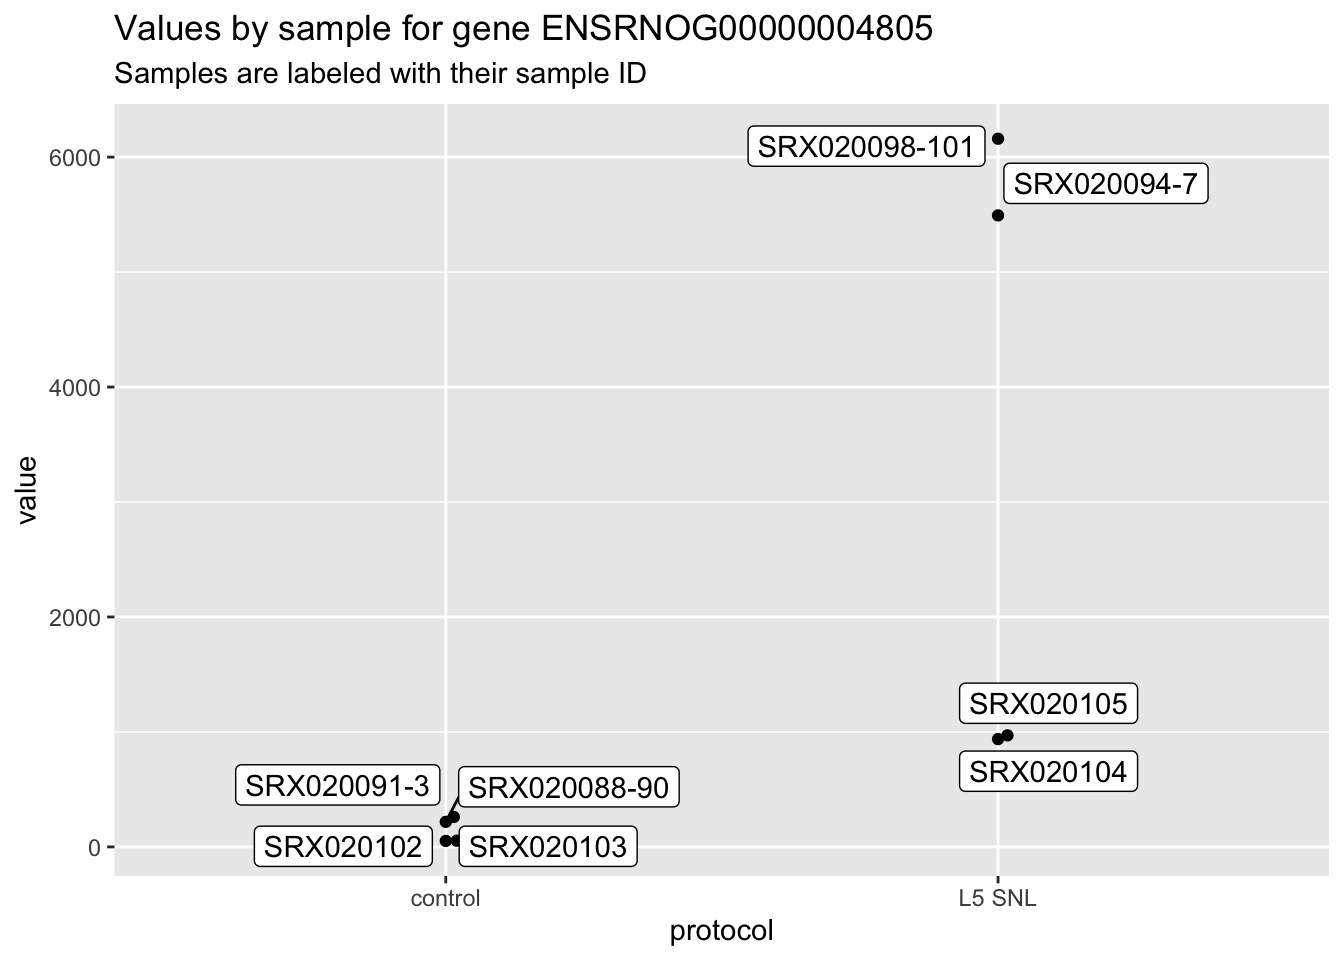 Values by sample for gene ENSRNOG00000004805
Samples are labeled with their sample ID
6000
4000
2000
0
value
SRX020098-101
SRX020094-7
SRX020105
SRX020104
SRX020091-3
SRX020088-90
SRX020102
SRX020103
control
L5 SNL
protocol